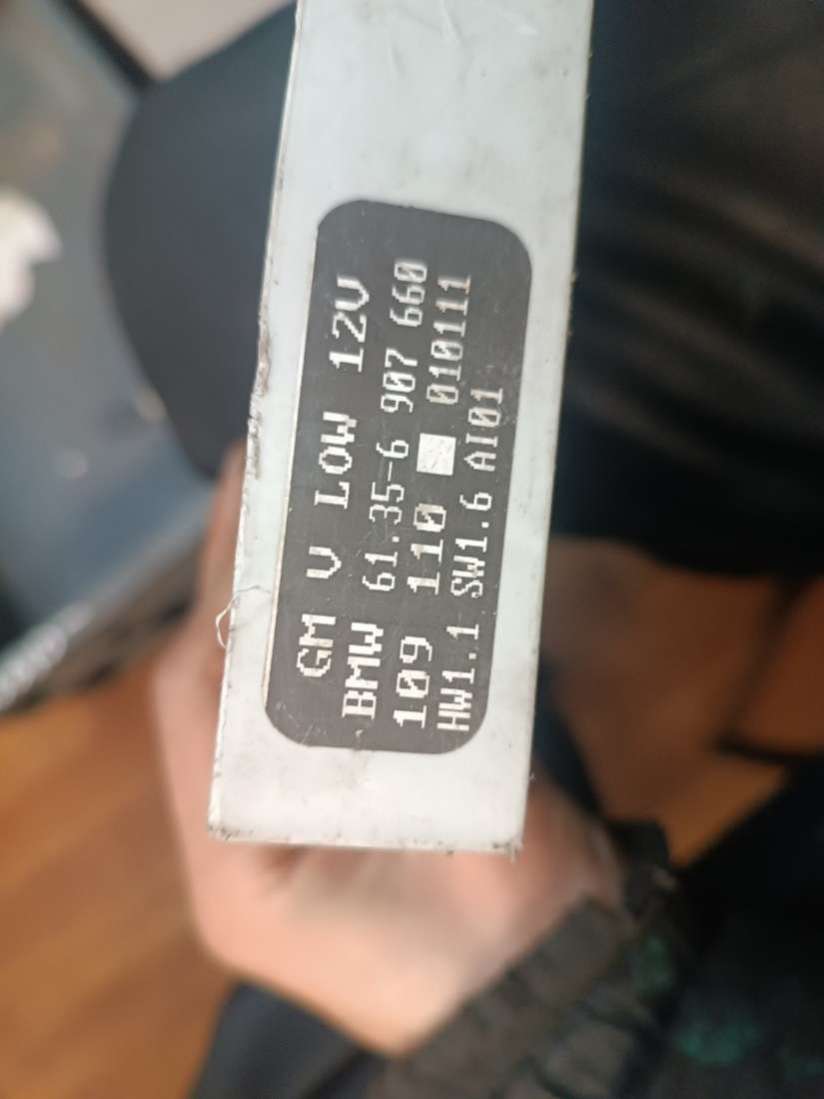 GM V LOW 12V
BMW 61.35-6 907 660
109 110 010111
HW1.1 SW1.6 AI01